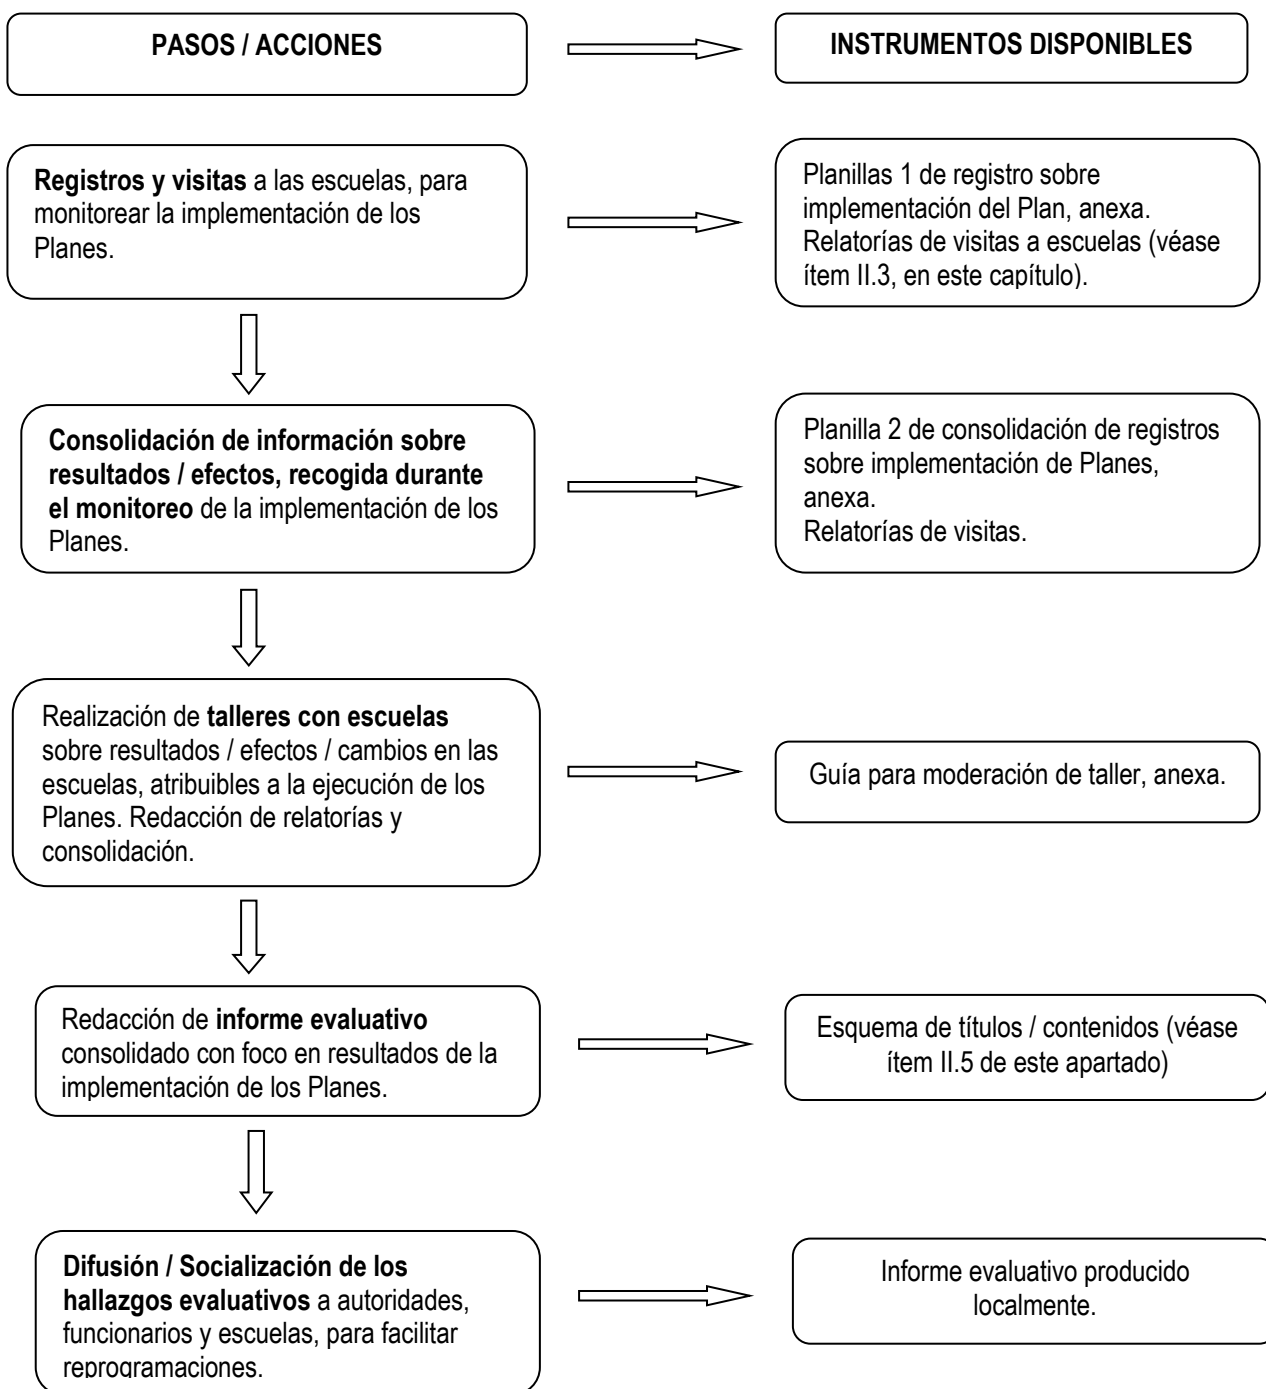 PASOS / ACCIONES
INSTRUMENTOS DISPONIBLES
Registros y visitas a las escuelas, para
monitorear la implementación de los
Planes.
Planillas 1 de registro sobre
implementación del Plan, anexa.
Relatorías de visitas a escuelas (véase
ítem II.3, en este capítulo).
Consolidación de información sobre
resultados / efectos, recogida durante
el monitoreo de la implementación de los
Planes.
Planilla 2 de consolidación de registros
sobre implementación de Planes,
anexa.
Relatorías de visitas.
Realización de talleres con escuelas
sobre resultados / efectos / cambios en las
escuelas, atribuibles a la ejecución de los
Planes. Redacción de relatorías y
consolidación.
Guía para moderación de taller, anexa.
Redacción de informe evaluativo
consolidado con foco en resultados de la
implementación de los Planes.
Esquema de títulos / contenidos (véase
ítem II.5 de este apartado)
Difusión / Socialización de los
hallazgos evaluativos a autoridades,
funcionarios y escuelas, para facilitar
reprogramaciones.
Informe evaluativo producido
localmente.